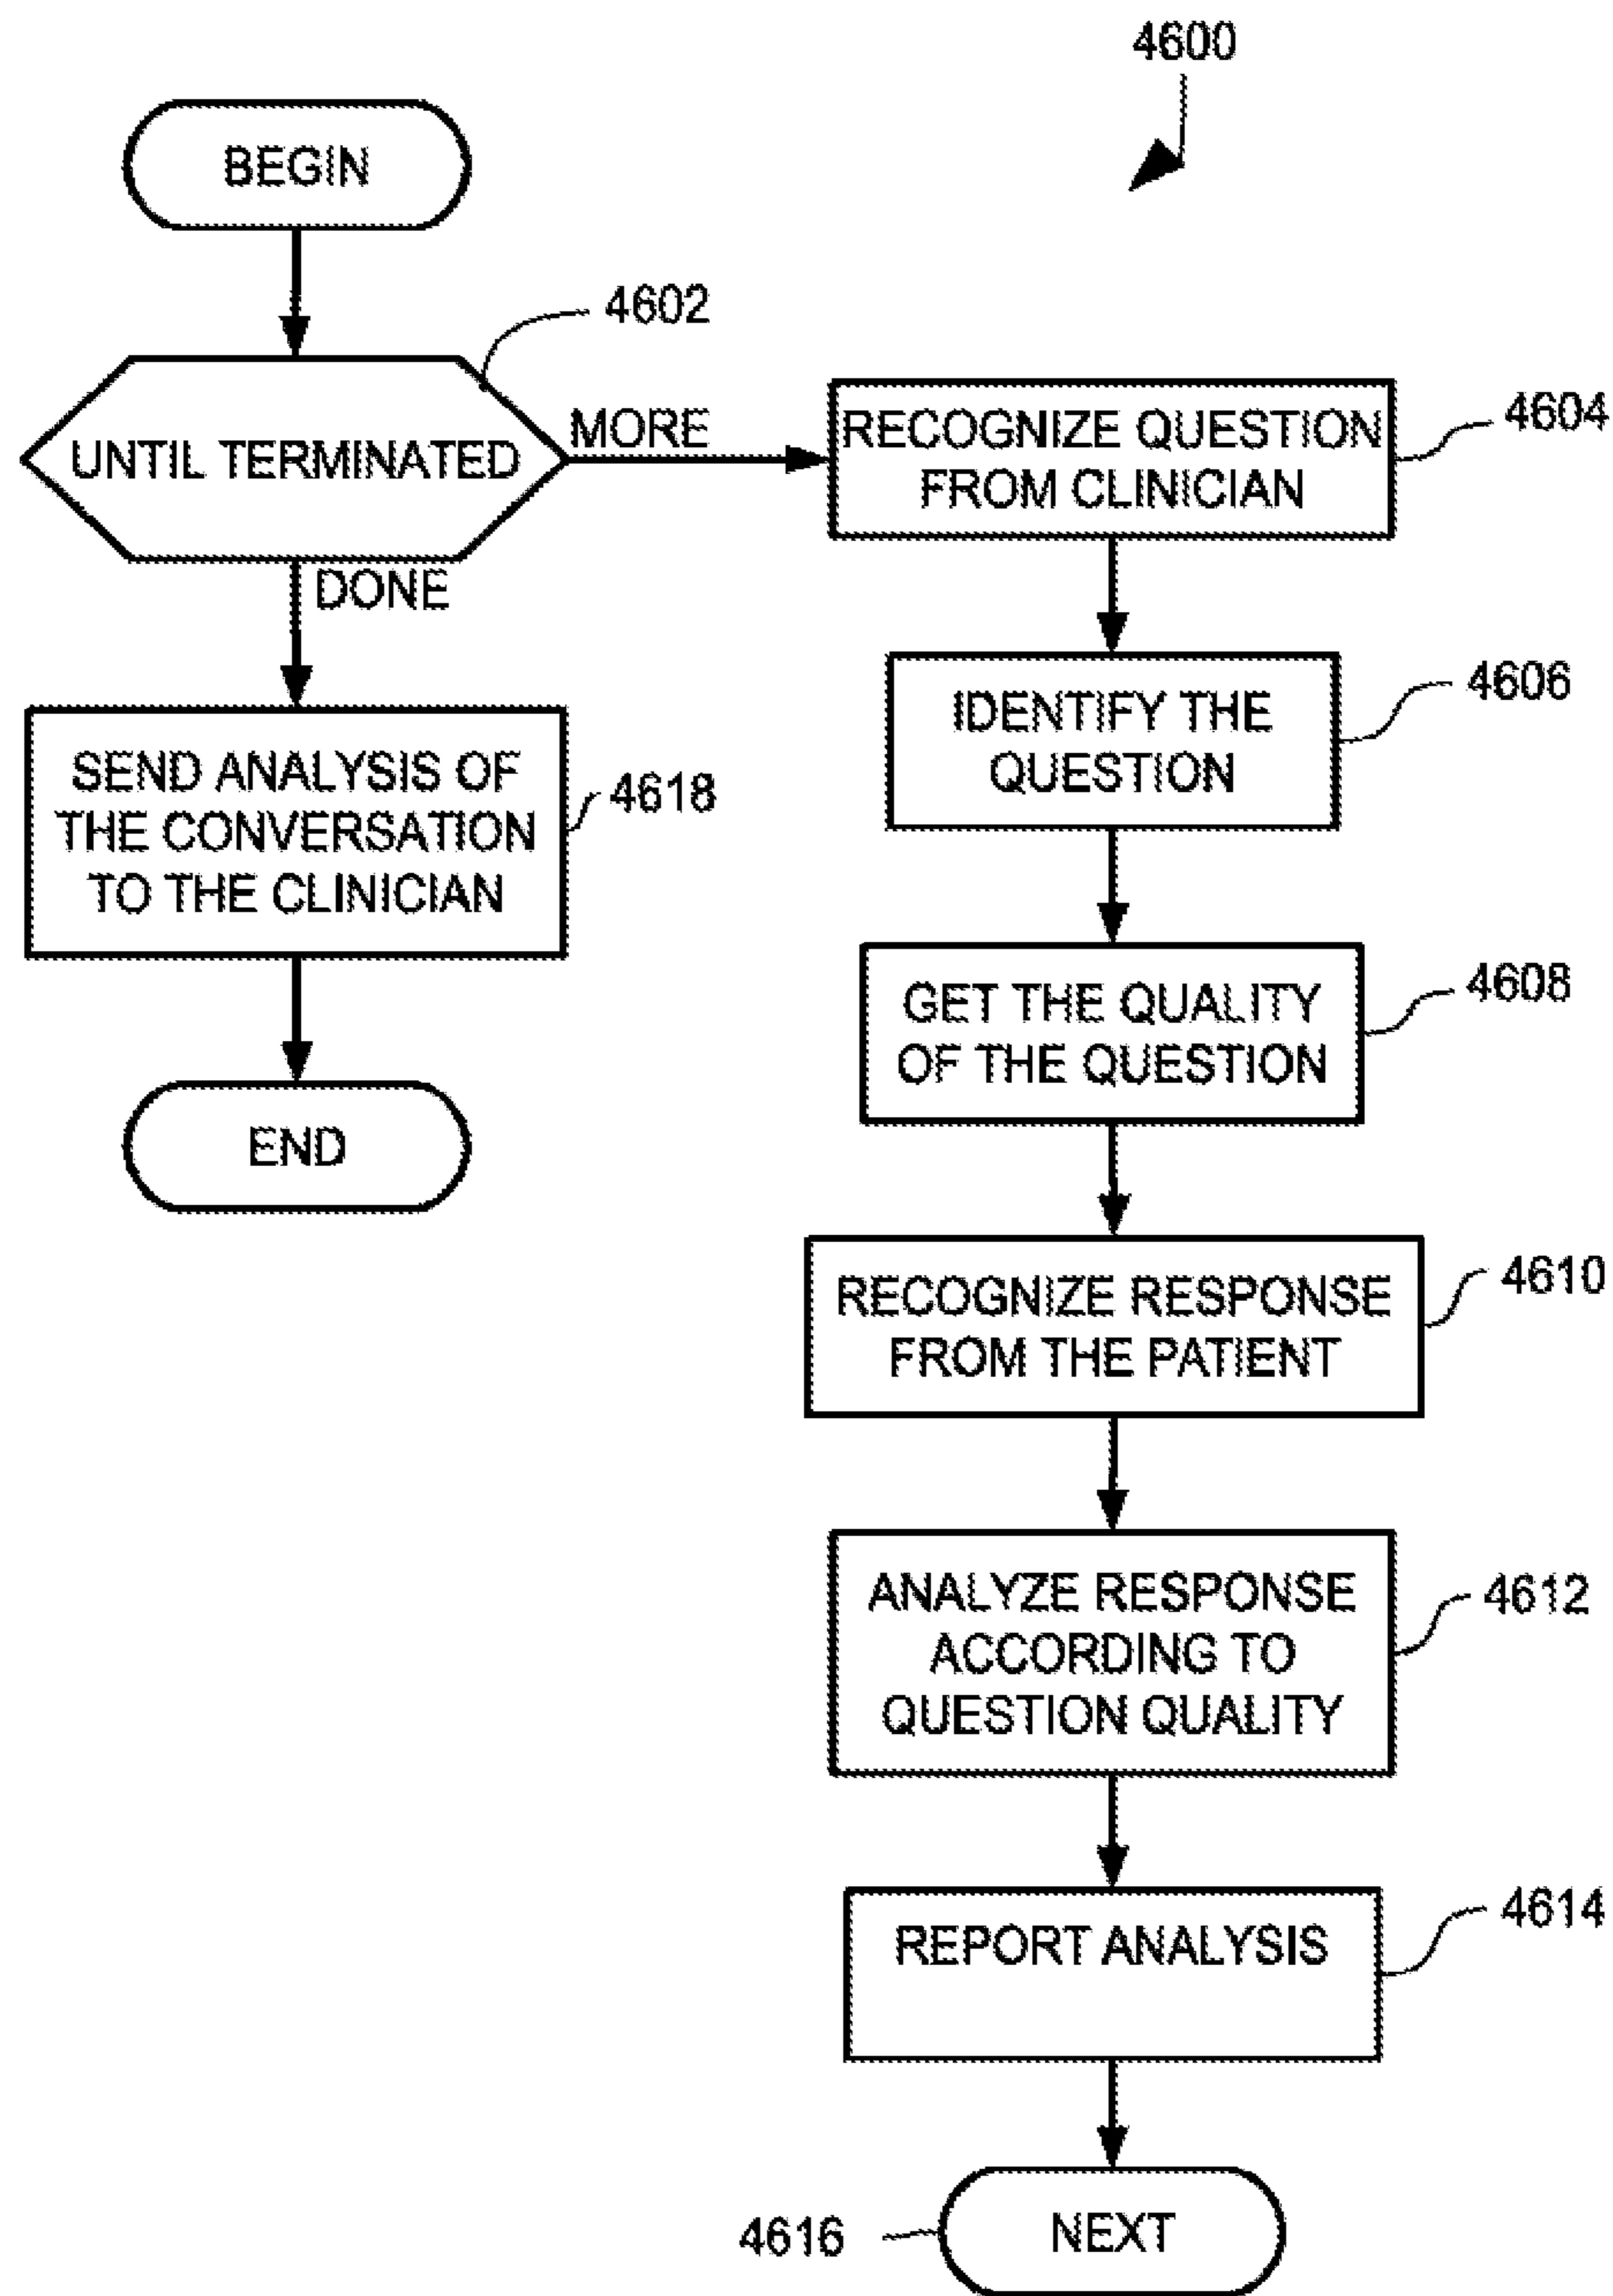 4600
BEGIN
4602
UNTIL TERMINATED
MORE
DONE
RECOGNIZE QUESTION
FROM CLINICIAN
4604
IDENTIFY THE
QUESTION
4606
SEND ANALYSIS OF
THE CONVERSATION
TO THE CLINICIAN
4618
GET THE QUALITY
OF THE QUESTION
4608
END
RECOGNIZE RESPONSE
FROM THE PATIENT
4610
ANALYZE RESPONSE
ACCORDING TO
QUESTION QUALITY
4612
REPORT ANALYSIS
4614
4616
NEXT